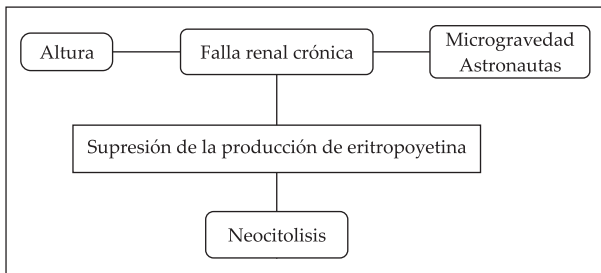 Altura
Falla renal crónica
Microgravedad
Astronautas
Supresión de la producción de eritropoyetina
Neocitolisis